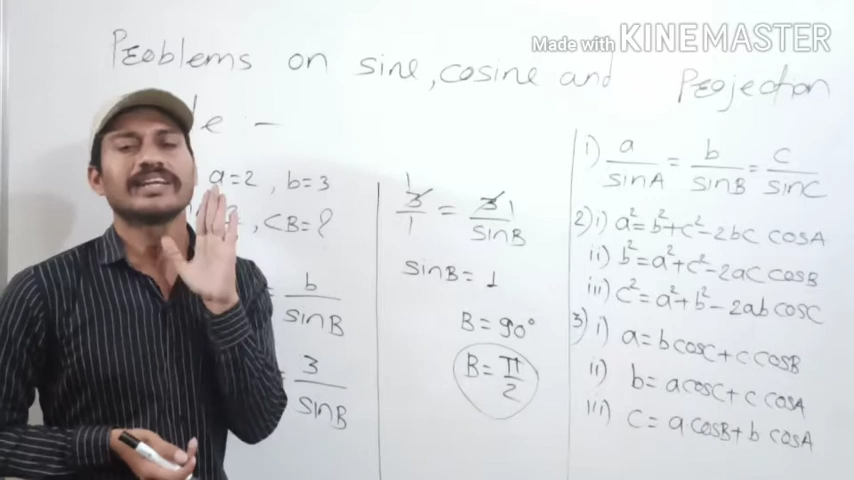 Made with KINEMASTER
Problems on sine, cosine and Projection
le :-
a=2, b=3
, <B=?
b
sinB
3
sinB
1
3/1 = 3 1/sinB
sinB = 1
B = 90°
B = π/2
i) a/sinA = b/sinB = c/sinC
2) i) a²=b²+c²-2bc cosA
ii) b²=a²+c²-2ac cosB
iii) c²=a²+b²-2ab cosC
3) i) a=b cosC+c cosB
ii) b=a cosC+c cosA
iii) c=a cosB+b cosA